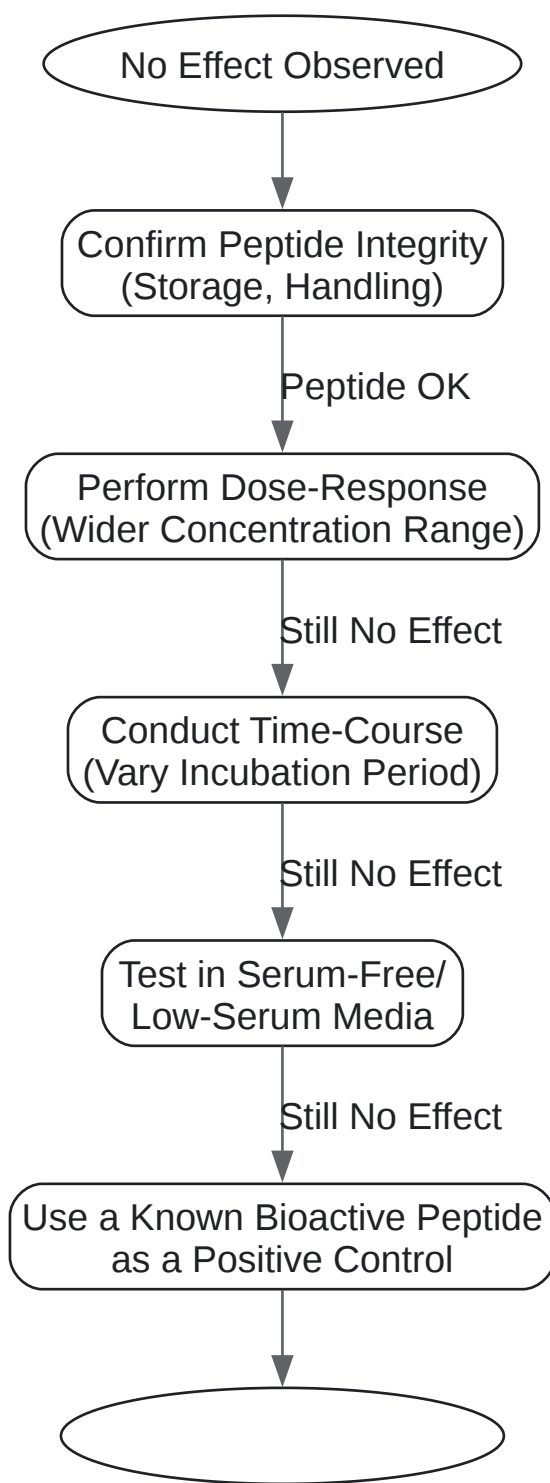 No Effect Observed
Confirm Peptide Integrity
(Storage, Handling)
Peptide OK
Perform Dose-Response
(Wider Concentration Range)
Still No Effect
Conduct Time-Course
(Vary Incubation Period)
Still No Effect
Test in Serum-Free/
Low-Serum Media
Still No Effect
Use a Known Bioactive Peptide
as a Positive Control